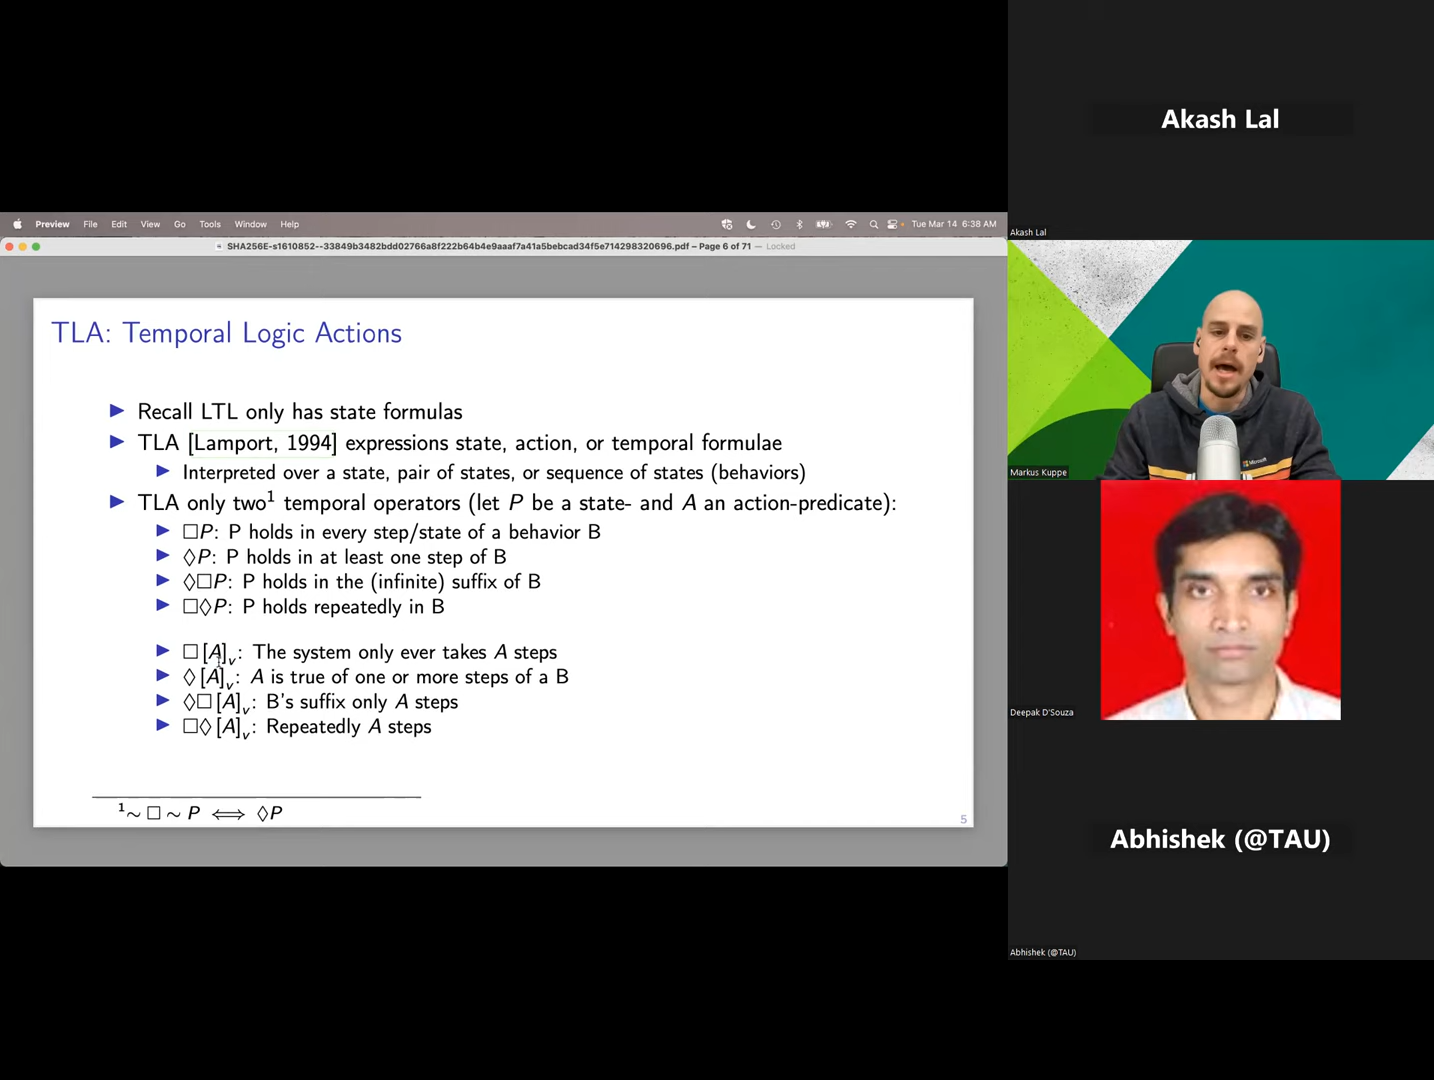 Preview File Edit View Go Tools Window Help Tue Mar 14 6:38 AM
SHA256E-s1610852--33849b3482bdd02766a8f222b64b4e9aaaf7a41a5bebcad34f5e714298320696.pdf – Page 6 of 71 — Locked
TLA: Temporal Logic Actions
▶ Recall LTL only has state formulas
▶ TLA [Lamport, 1994] expressions state, action, or temporal formulae
▶ Interpreted over a state, pair of states, or sequence of states (behaviors)
▶ TLA only two¹ temporal operators (let P be a state- and A an action-predicate):
▶ □P: P holds in every step/state of a behavior B
▶ ◇P: P holds in at least one step of B
▶ ◇□P: P holds in the (infinite) suffix of B
▶ □◇P: P holds repeatedly in B
▶ □[A]ᵥ: The system only ever takes A steps
▶ ◇[A]ᵥ: A is true of one or more steps of a B
▶ ◇□[A]ᵥ: B's suffix only A steps
▶ □◇[A]ᵥ: Repeatedly A steps
¹∼□∼P ⟺ ◇P
5
Akash Lal
Akash Lal
Microsoft
Markus Kuppe
Deepak D'Souza
Abhishek (@TAU)
Abhishek (@TAU)